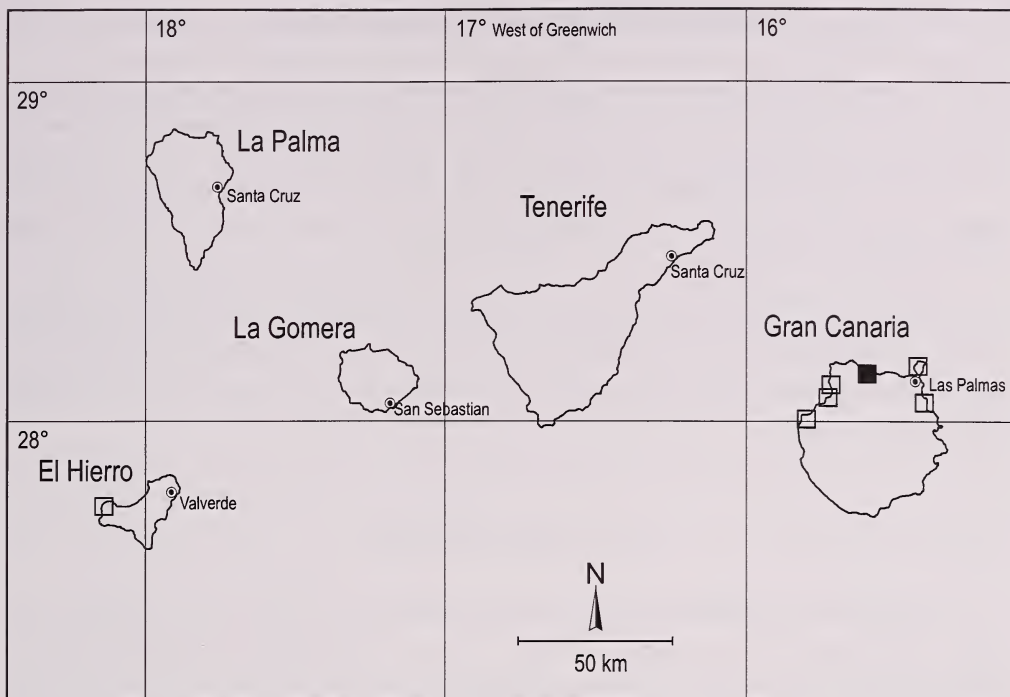 18°
17° West of Greenwich
16°
29°
La Palma
Santa Cruz
Tenerife
Santa Cruz
La Gomera
Gran Canaria
Las Palmas
San Sebastian
28°
El Hierro
Valverde
N
50 km